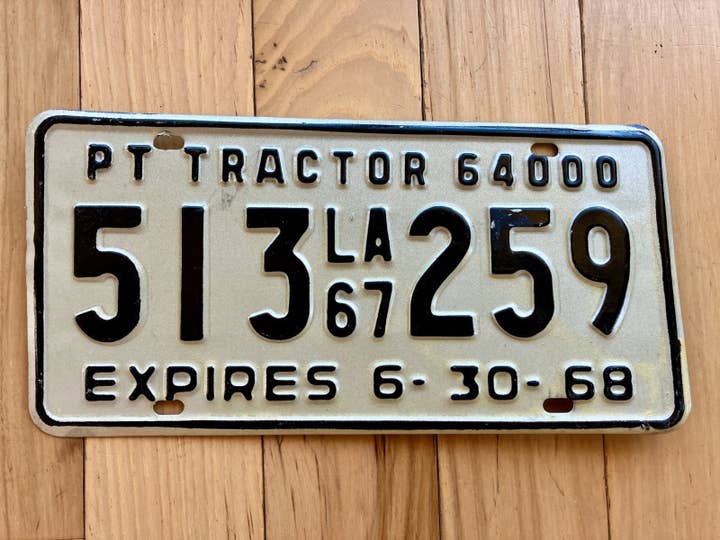 PT TRACTOR 64000
513 LA 67 259
EXPIRES 6-30-68